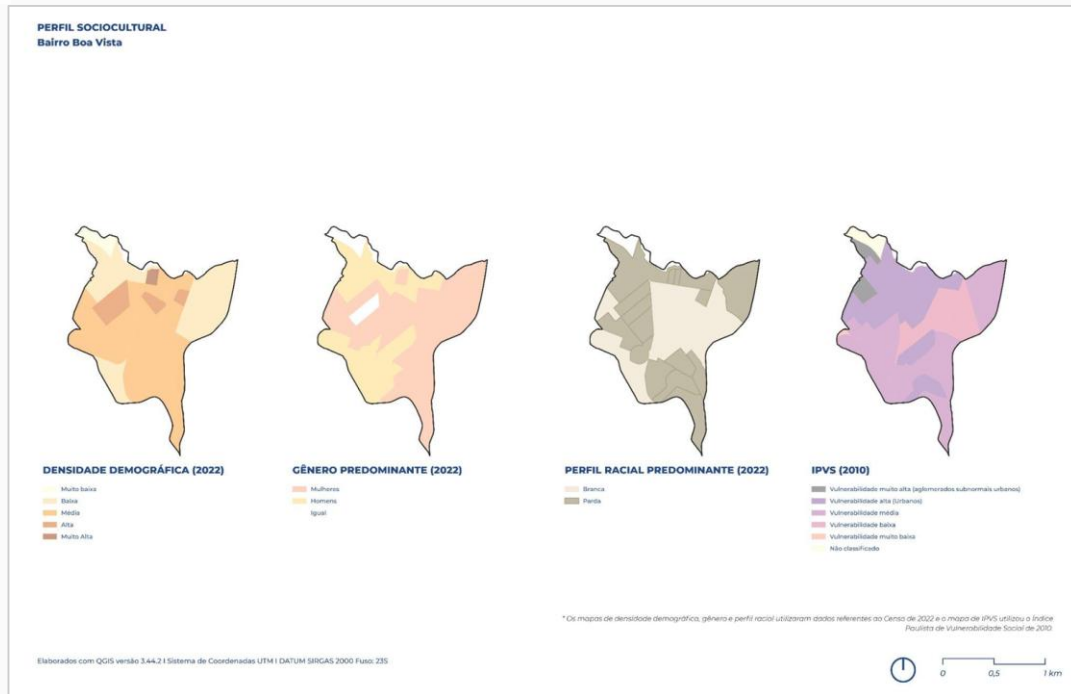 PERFIL SOCIOCULTURAL
Bairro Boa Vista
DENSIDADE DEMOGRÁFICA (2022)
Muito baixa
Baixa
Média
Alta
Muito Alta
GÊNERO PREDOMINANTE (2022)
Mulheres
Homens
Igual
PERFIL RACIAL PREDOMINANTE (2022)
Branca
Parda
IPVS (2010)
Vulnerabilidade muito alta (aglomerados subnormais urbanos)
Vulnerabilidade alta (Urbanos)
Vulnerabilidade média
Vulnerabilidade baixa
Vulnerabilidade muito baixa
Não classificado
* Os mapas de densidade demográfica, gênero e perfil racial utilizaram dados referentes ao Censo de 2022 e o mapa de IPVS utilizou o Índice
Paulista de Vulnerabilidade Social de 2010.
Elaborados com QGIS versão 3.44.2 I Sistema de Coordenadas UTM I DATUM SIRGAS 2000 Fuso: 23S
0 0,5 1 km